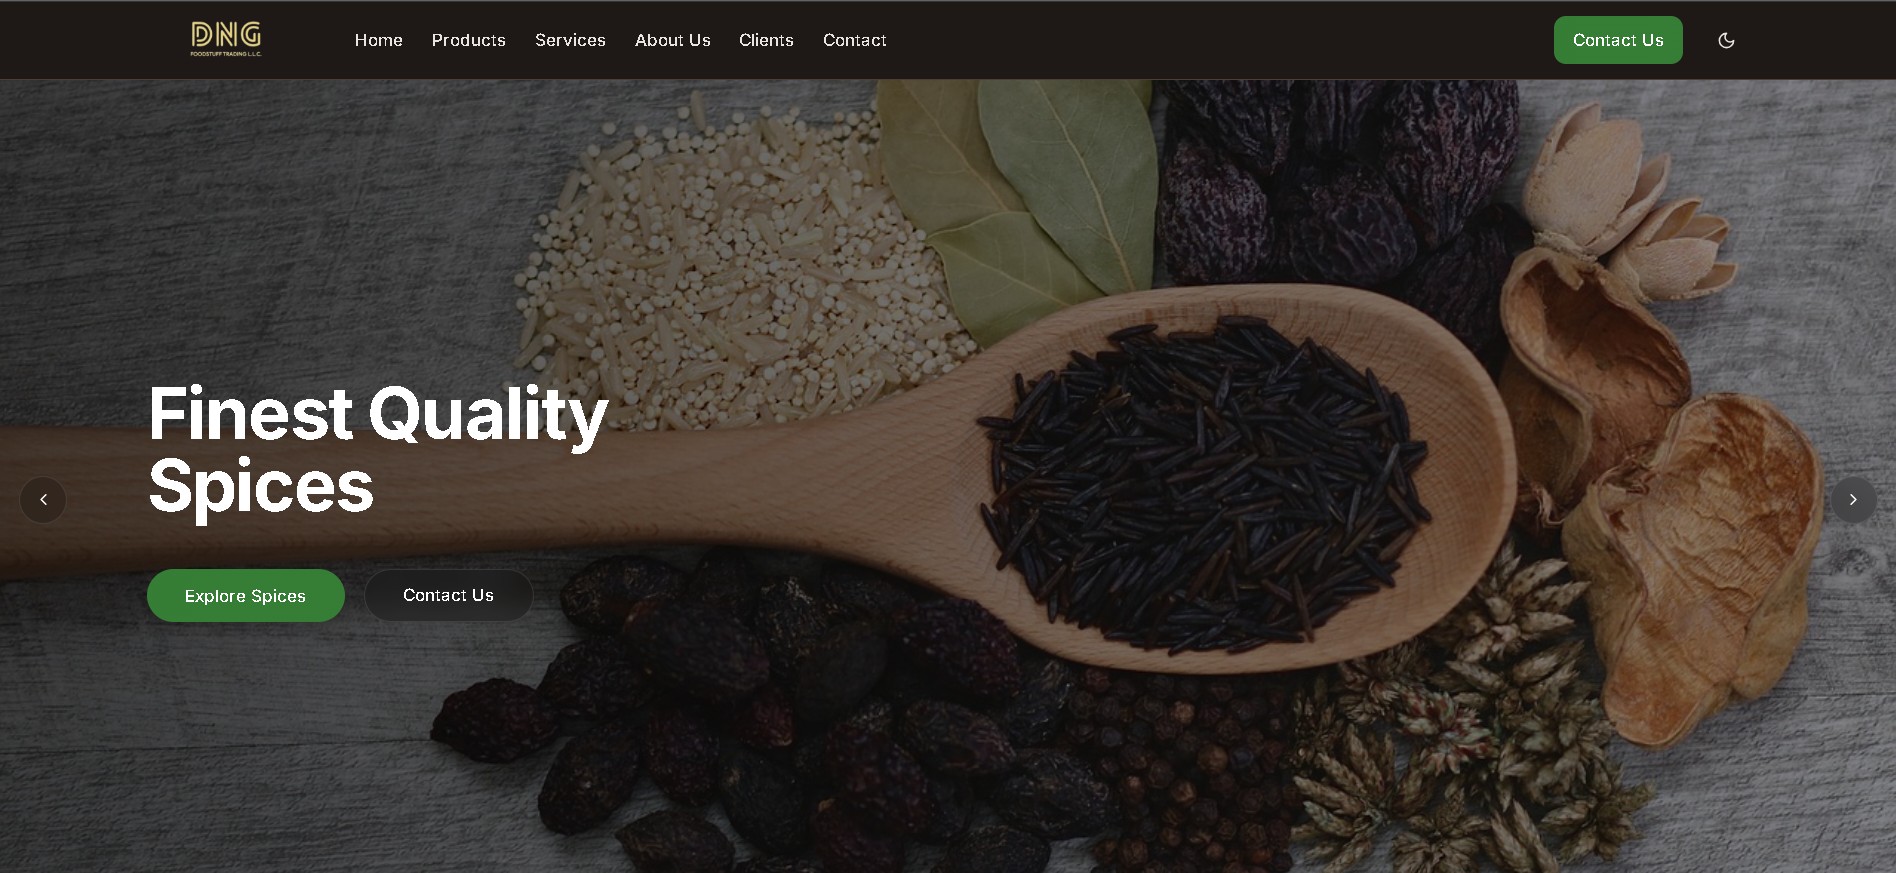 DNG
FOODSTUFF TRADING L.L.C.
Home Products Services About Us Clients Contact
Contact Us
Finest Quality
Spices
Explore Spices
Contact Us